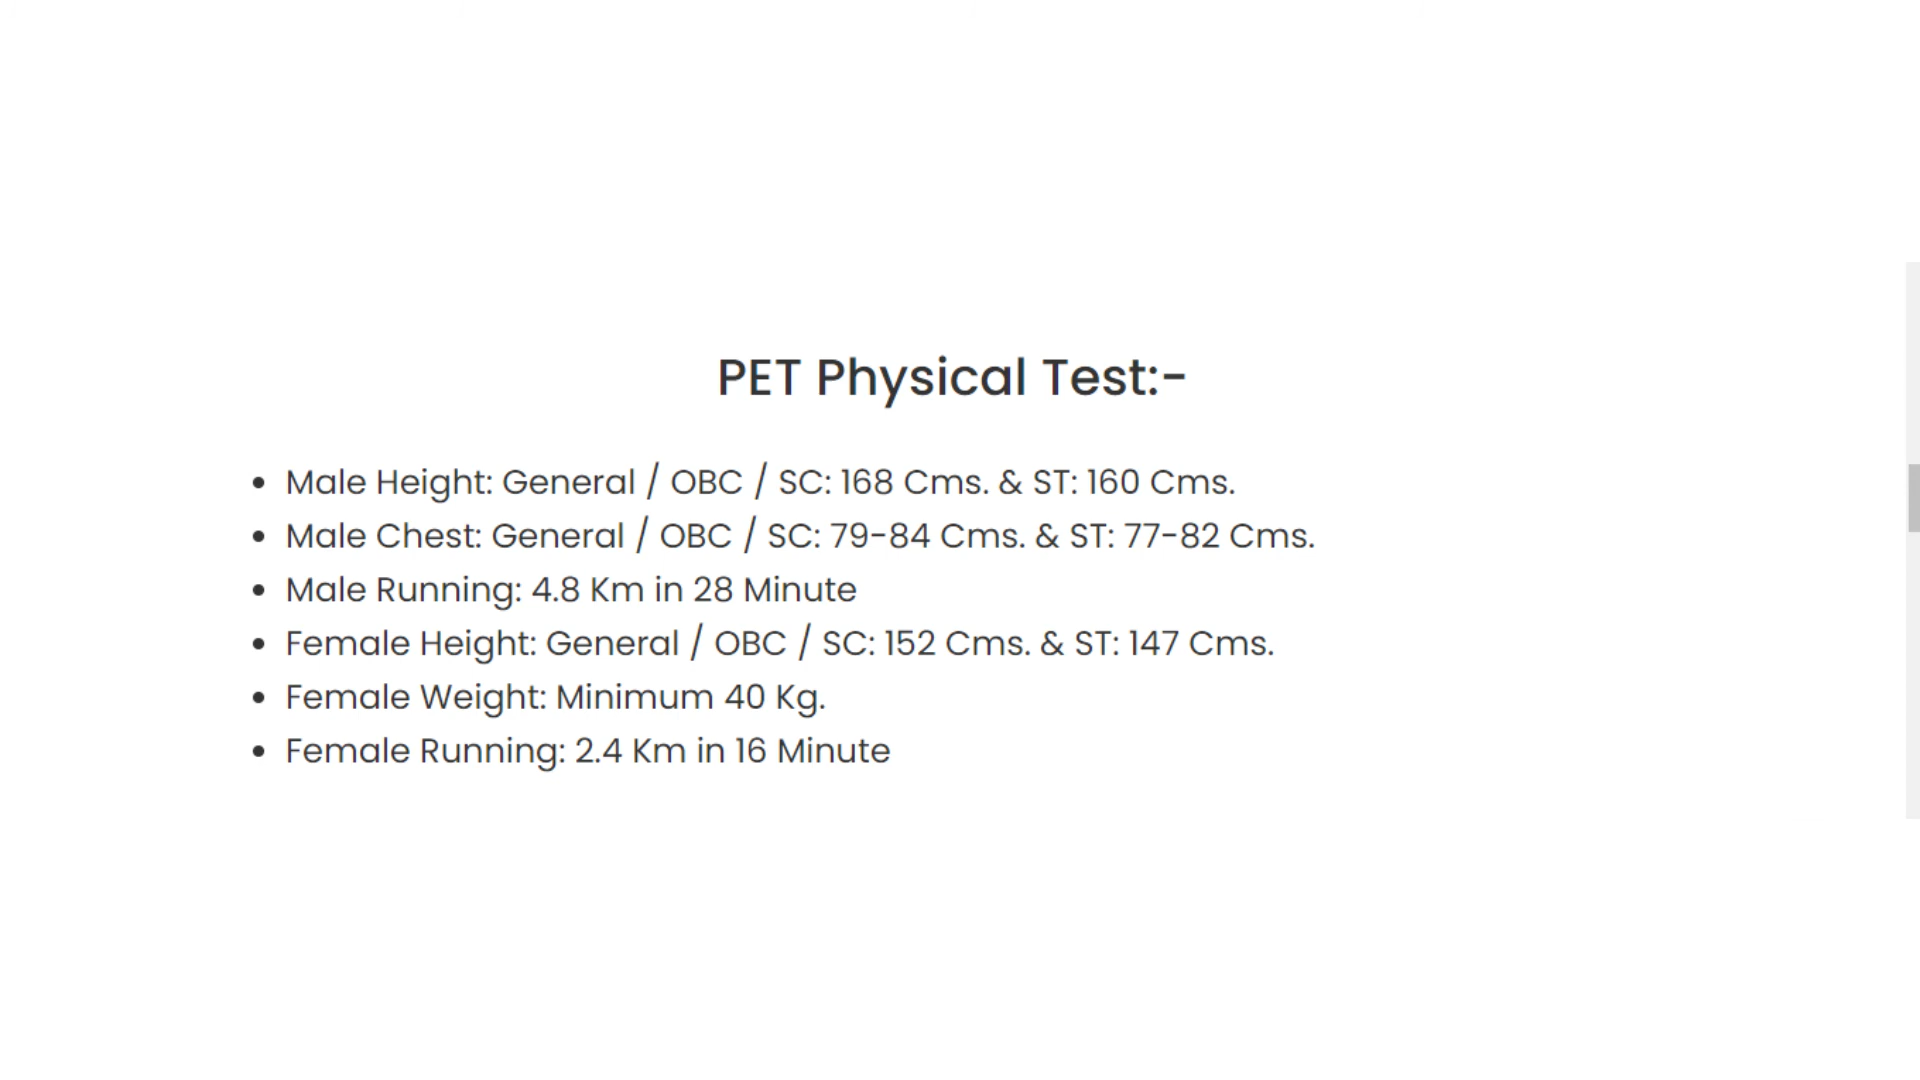 PET Physical Test:-
• Male Height: General / OBC / SC: 168 Cms. & ST: 160 Cms.
• Male Chest: General / OBC / SC: 79-84 Cms. & ST: 77-82 Cms.
• Male Running: 4.8 Km in 28 Minute
• Female Height: General / OBC / SC: 152 Cms. & ST: 147 Cms.
• Female Weight: Minimum 40 Kg.
• Female Running: 2.4 Km in 16 Minute